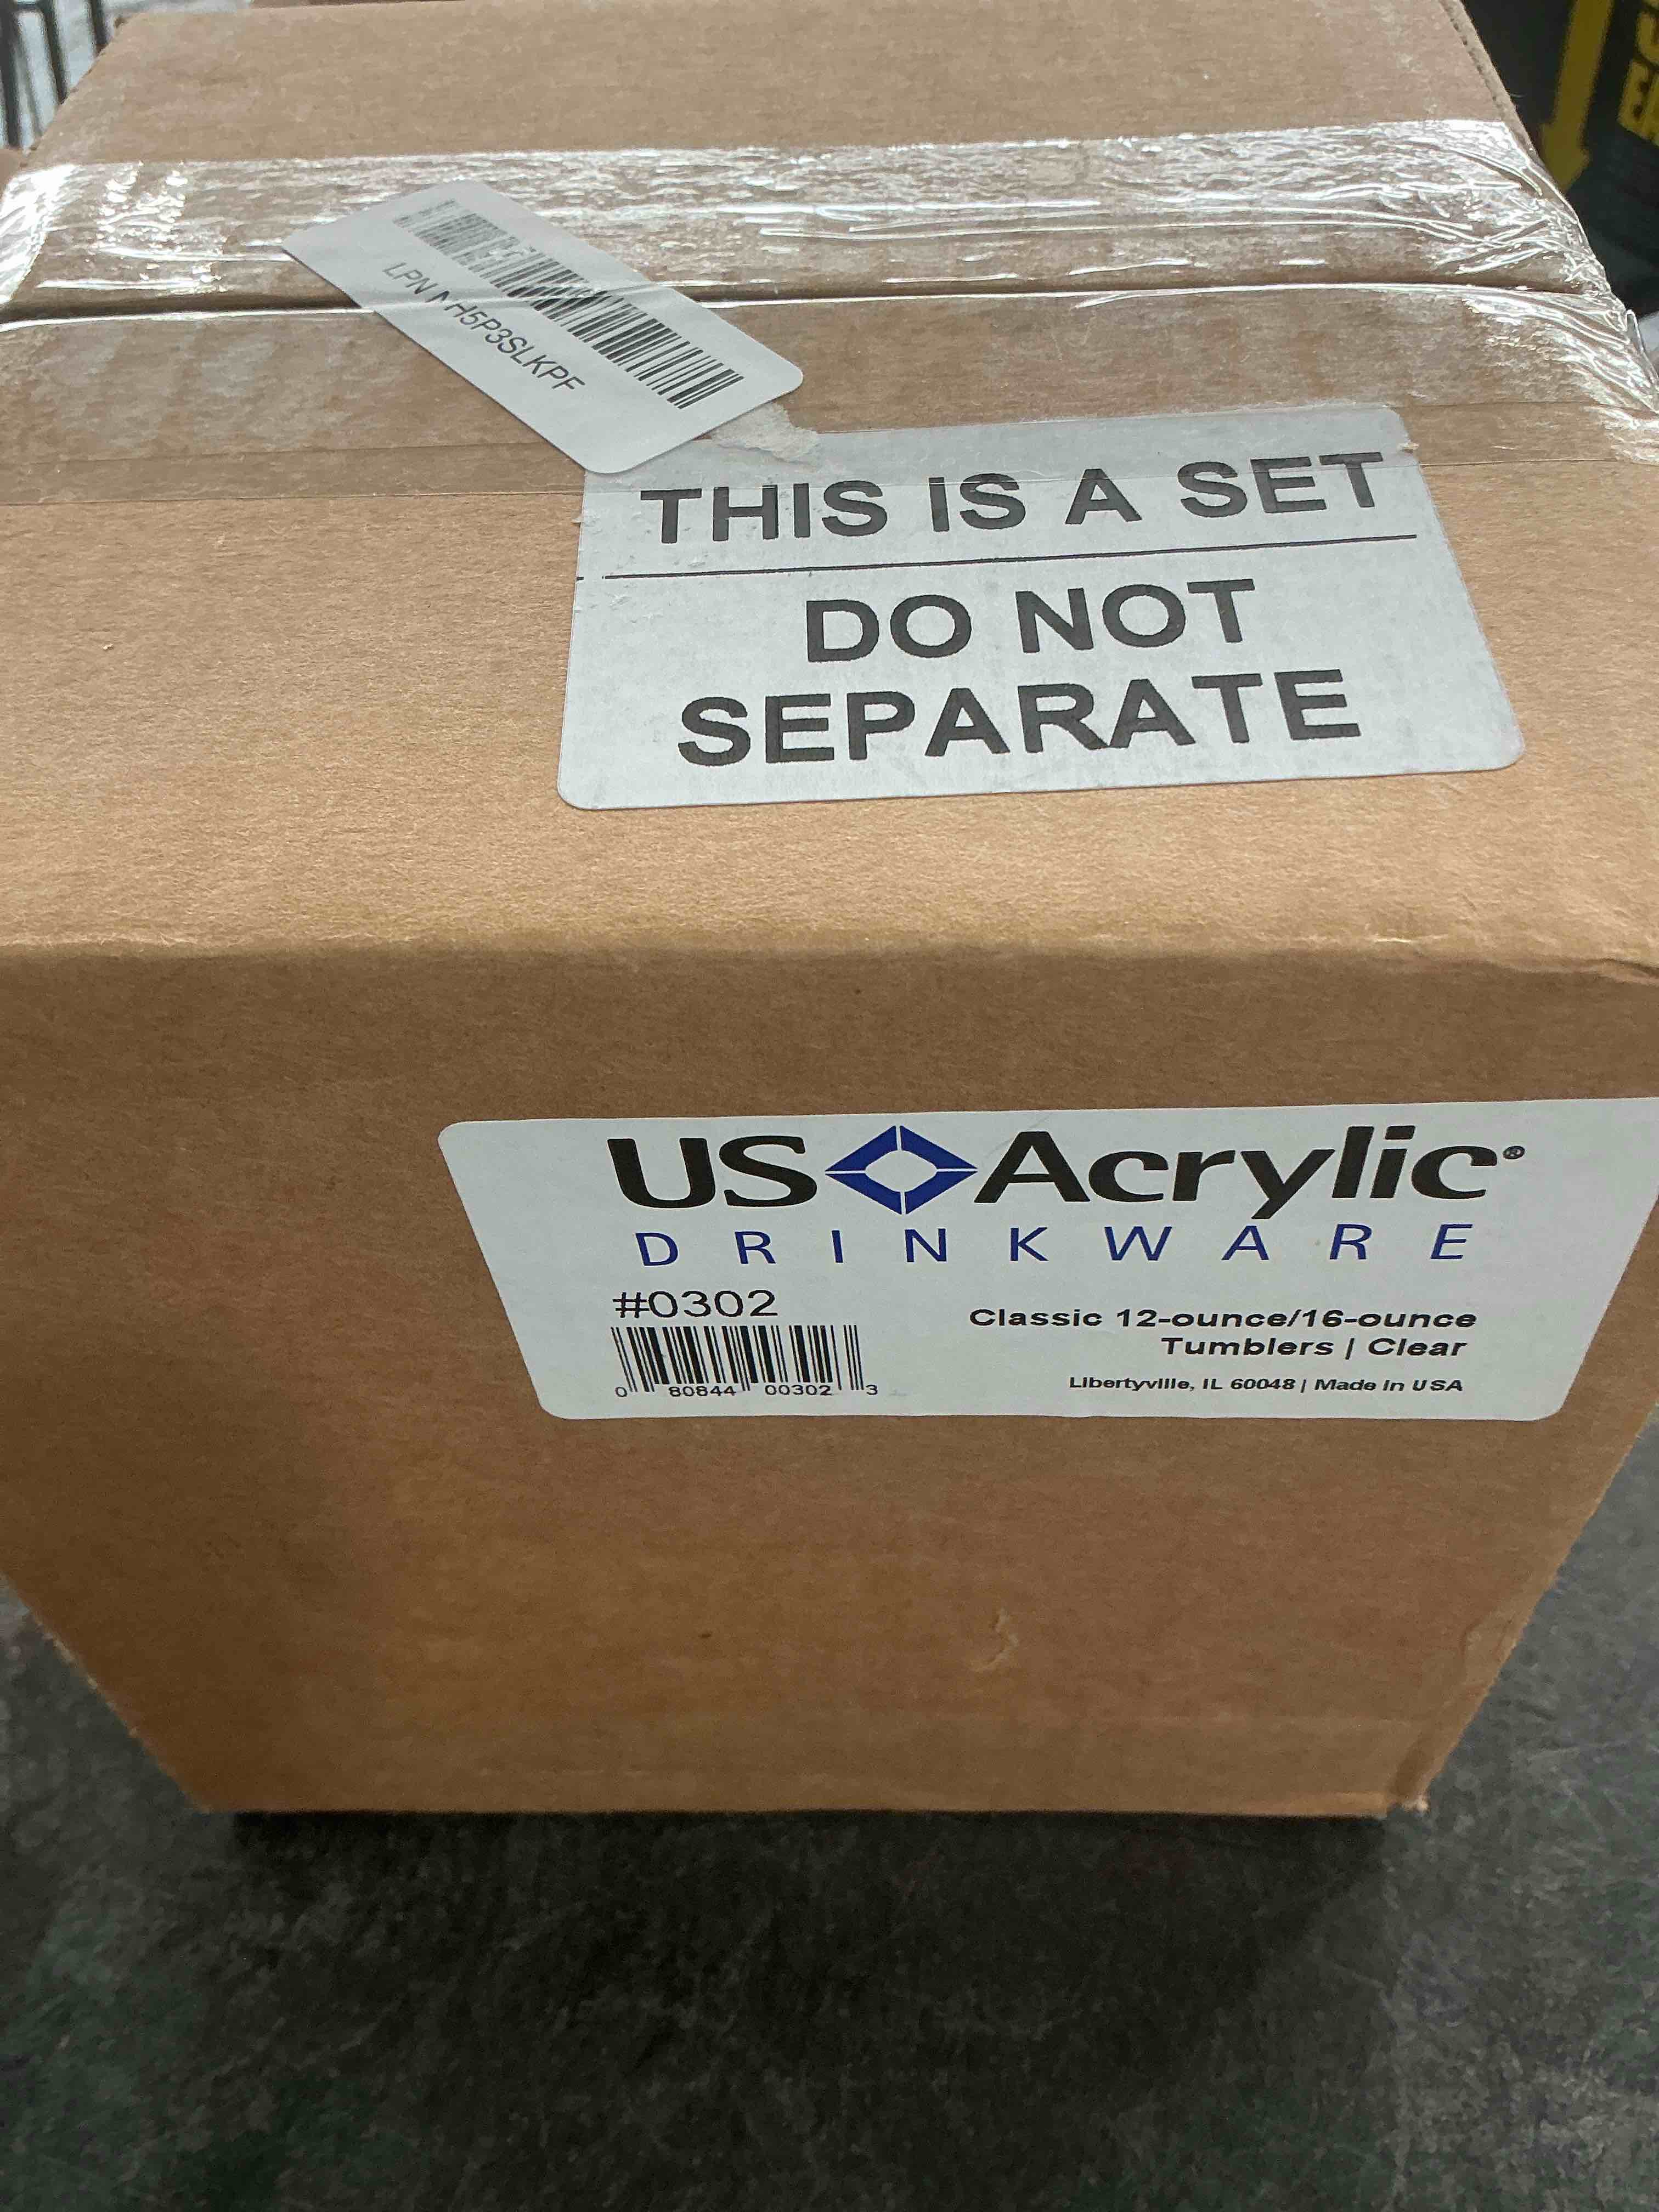 LPN
THIS IS A SET
DO NOT
SEPARATE
US Acrylic®
DRINKWARE
#0302
Classic 12-ounce/16-ounce
Tumblers | Clear
Libertyville, IL 60048 | Made in USA
0 80844 00302 3